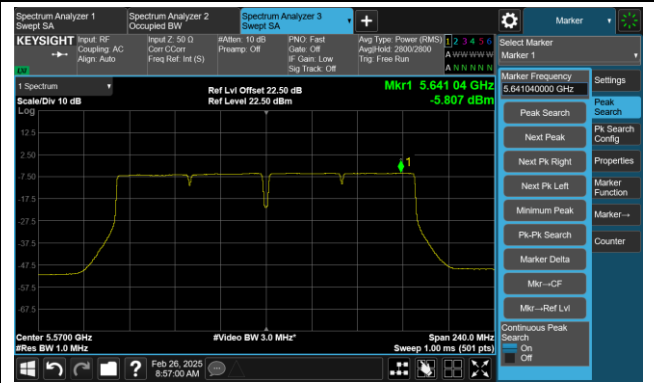 Spectrum Analyzer 1
Swept SA
Spectrum Analyzer 2
Occupied BW
Spectrum Analyzer 3
Swept SA
Marker
KEYSIGHT
Input: RF
Coupling: AC
Align: Auto
Input Z: 50 Ω
Corr CCorr
Freq Ref: Int (S)
#Atten: 10 dB
Preamp: Off
PNO: Fast
Gate: Off
IF Gain: Low
Sig Track: Off
Avg Type: Power (RMS)
Avg|Hold: 2800/2800
Trig: Free Run
1 2 3 4 5 6
A W W W W W
A N N N N N
LXI
Select Marker
Marker 1
1 Spectrum
Scale/Div 10 dB
Ref Lvl Offset 22.50 dB
Ref Level 22.50 dBm
Mkr1 5.641 04 GHz
-5.807 dBm
Log
12.5
2.50
-7.50
-17.5
-27.5
-37.5
-47.5
-57.5
-67.5
1
Center 5.5700 GHz
#Res BW 1.0 MHz
#Video BW 3.0 MHz*
Span 240.0 MHz
Sweep 1.00 ms (501 pts)
Marker Frequency
5.641040000 GHz
Peak Search
Next Peak
Next Pk Right
Next Pk Left
Minimum Peak
Pk-Pk Search
Marker Delta
Mkr→CF
Mkr→Ref Lvl
Continuous Peak
Search
On
Off
Settings
Peak
Search
Pk Search
Config
Properties
Marker
Function
Marker→
Counter
?
Feb 26, 2025
8:57:00 AM